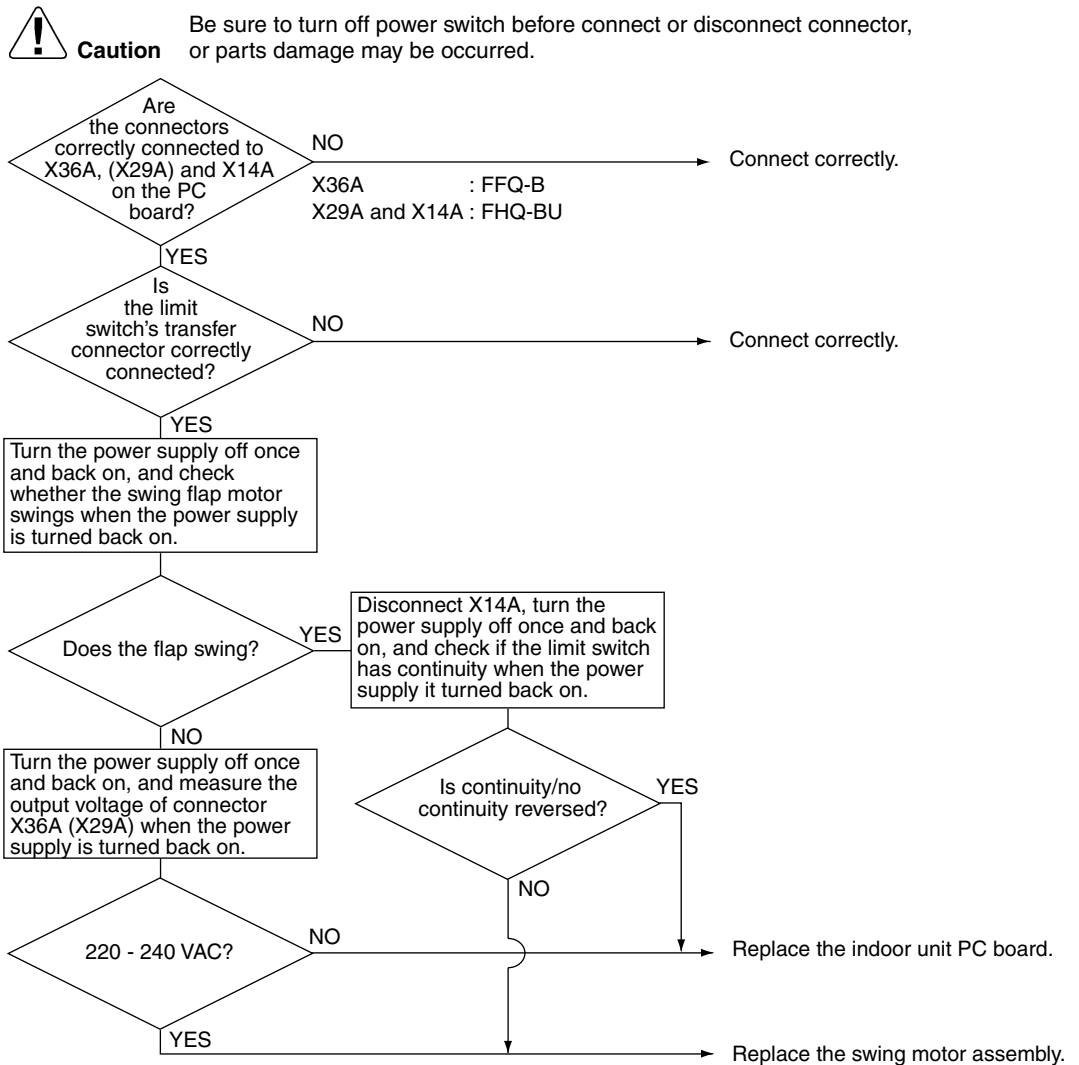 Be sure to turn off power switch before connect or disconnect connector,
Caution or parts damage may be occurred.
Are
the connectors
correctly connected to
X36A, (X29A) and X14A
on the PC
board?
NO
Connect correctly.
X36A : FFQ-B
X29A and X14A : FHQ-BU
YES
Is
the limit
switch's transfer
connector correctly
connected?
NO
Connect correctly.
YES
Turn the power supply off once
and back on, and check
whether the swing flap motor
swings when the power supply
is turned back on.
Does the flap swing?
YES
Disconnect X14A, turn the
power supply off once and back
on, and check if the limit switch
has continuity when the power
supply it turned back on.
NO
Turn the power supply off once
and back on, and measure the
output voltage of connector
X36A (X29A) when the power
supply is turned back on.
Is continuity/no
continuity reversed?
YES
NO
220 - 240 VAC?
NO
Replace the indoor unit PC board.
YES
Replace the swing motor assembly.